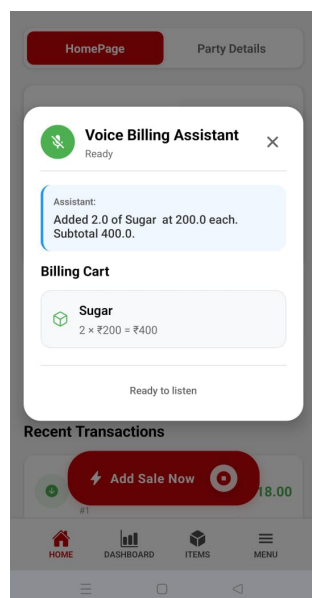 HomePage
Party Details
Voice Billing Assistant
Ready
Assistant:
Added 2.0 of Sugar at 200.0 each.
Subtotal 400.0.
Billing Cart
Sugar
2 × ₹200 = ₹400
Ready to listen
Recent Transactions
Add Sale Now
18.00
#1
HOME
DASHBOARD
ITEMS
MENU